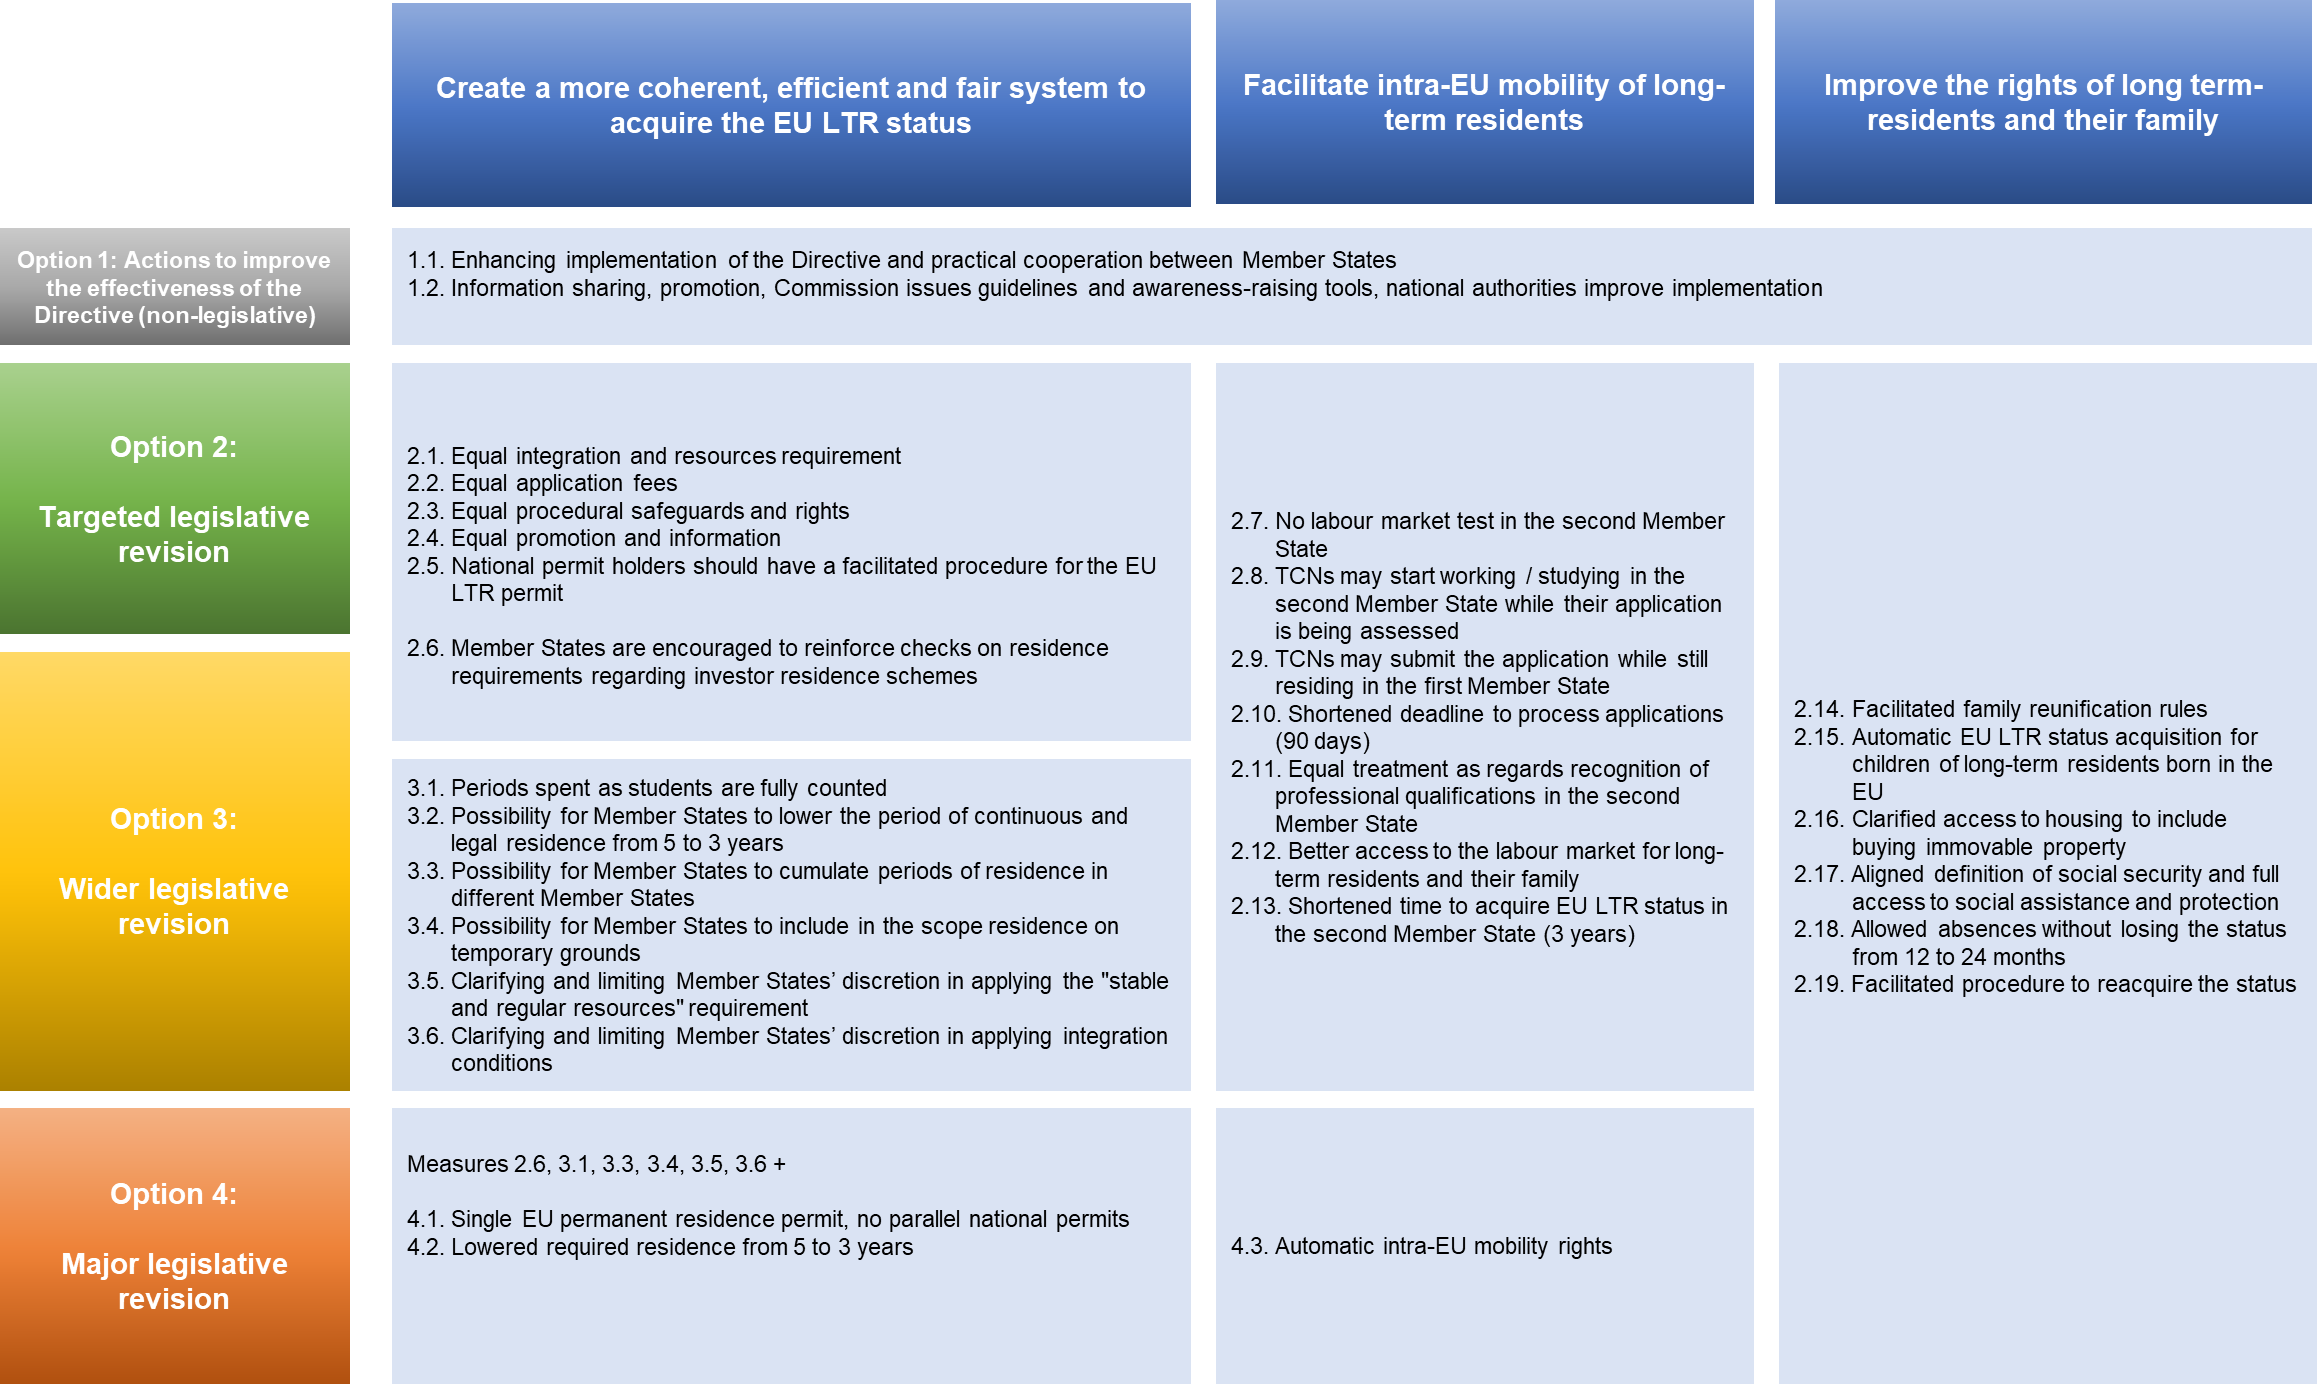 Create a more coherent, efficient and fair system to
acquire the EU LTR status
Facilitate intra-EU mobility of long-
term residents
Improve the rights of long term-
residents and their family
Option 1: Actions to improve
the effectiveness of the
Directive (non-legislative)
1.1. Enhancing implementation of the Directive and practical cooperation between Member States
1.2. Information sharing, promotion, Commission issues guidelines and awareness-raising tools, national authorities improve implementation
Option 2:
Targeted legislative
revision
2.1. Equal integration and resources requirement
2.2. Equal application fees
2.3. Equal procedural safeguards and rights
2.4. Equal promotion and information
2.5. National permit holders should have a facilitated procedure for the EU
LTR permit
2.6. Member States are encouraged to reinforce checks on residence
requirements regarding investor residence schemes
2.7. No labour market test in the second Member
State
2.8. TCNs may start working / studying in the
second Member State while their application
is being assessed
2.9. TCNs may submit the application while still
residing in the first Member State
2.10. Shortened deadline to process applications
(90 days)
2.11. Equal treatment as regards recognition of
professional qualifications in the second
Member State
2.12. Better access to the labour market for long-
term residents and their family
2.13. Shortened time to acquire EU LTR status in
the second Member State (3 years)
2.14. Facilitated family reunification rules
2.15. Automatic EU LTR status acquisition for
children of long-term residents born in the
EU
2.16. Clarified access to housing to include
buying immovable property
2.17. Aligned definition of social security and full
access to social assistance and protection
2.18. Allowed absences without losing the status
from 12 to 24 months
2.19. Facilitated procedure to reacquire the status
Option 3:
Wider legislative
revision
3.1. Periods spent as students are fully counted
3.2. Possibility for Member States to lower the period of continuous and
legal residence from 5 to 3 years
3.3. Possibility for Member States to cumulate periods of residence in
different Member States
3.4. Possibility for Member States to include in the scope residence on
temporary grounds
3.5. Clarifying and limiting Member States’ discretion in applying the "stable
and regular resources" requirement
3.6. Clarifying and limiting Member States’ discretion in applying integration
conditions
Option 4:
Major legislative
revision
Measures 2.6, 3.1, 3.3, 3.4, 3.5, 3.6 +
4.1. Single EU permanent residence permit, no parallel national permits
4.2. Lowered required residence from 5 to 3 years
4.3. Automatic intra-EU mobility rights